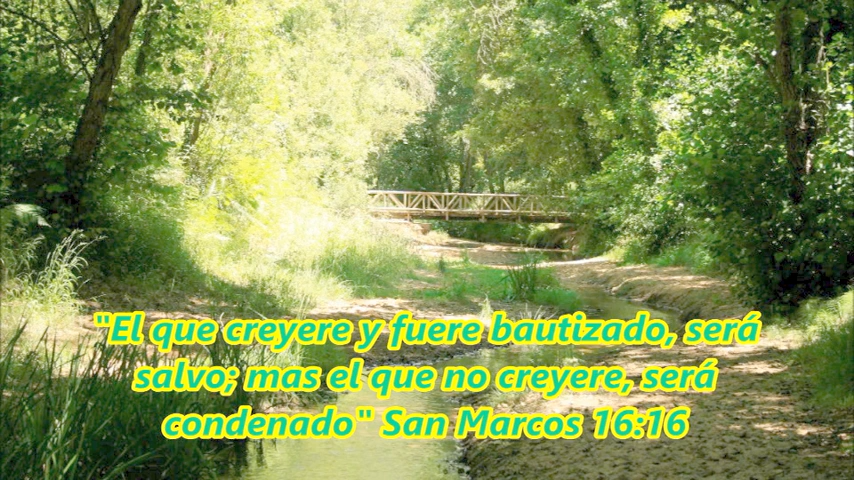 "El que creyere y fuere bautizado, será
salvo; mas el que no creyere, será
condenado" San Marcos 16:16